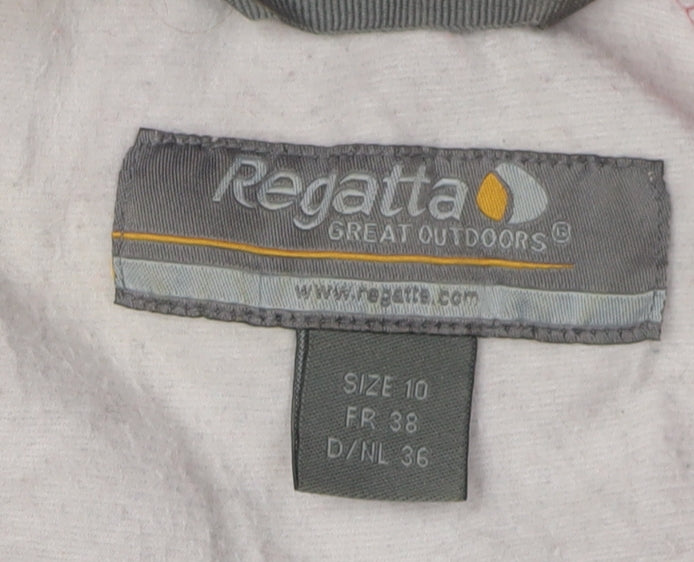 Regatta
GREAT OUTDOORS®
www.regatta.com
SIZE 10
FR 38
D/NL 36